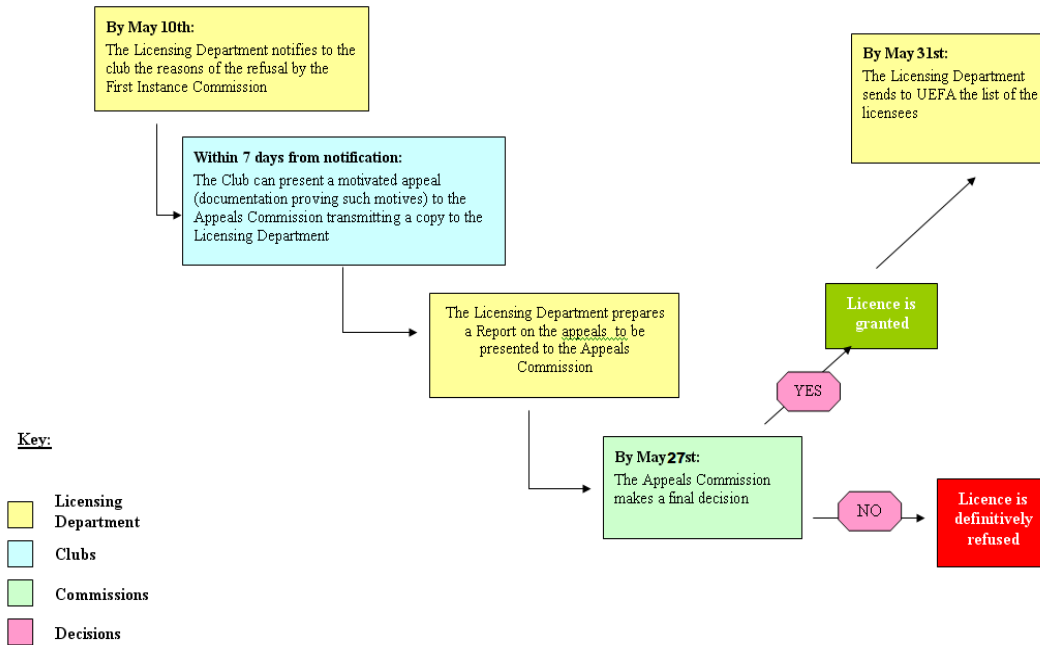 By May 10th:
The Licensing Department notifies to the
club the reasons of the refusal by the
First Instance Commission
By May 31st:
The Licensing Department
sends to UEFA the list of the
licensees
Within 7 days from notification:
The Club can present a motivated appeal
(documentation proving such motives) to the
Appeals Commission transmitting a copy to the
Licensing Department
The Licensing Department prepares
a Report on the appeals to be
presented to the Appeals
Commission
Licence is
granted
YES
By May27st:
The Appeals Commission
makes a final decision
NO
Licence is
definitively
refused
Key:
Licensing
Department
Clubs
Commissions
Decisions